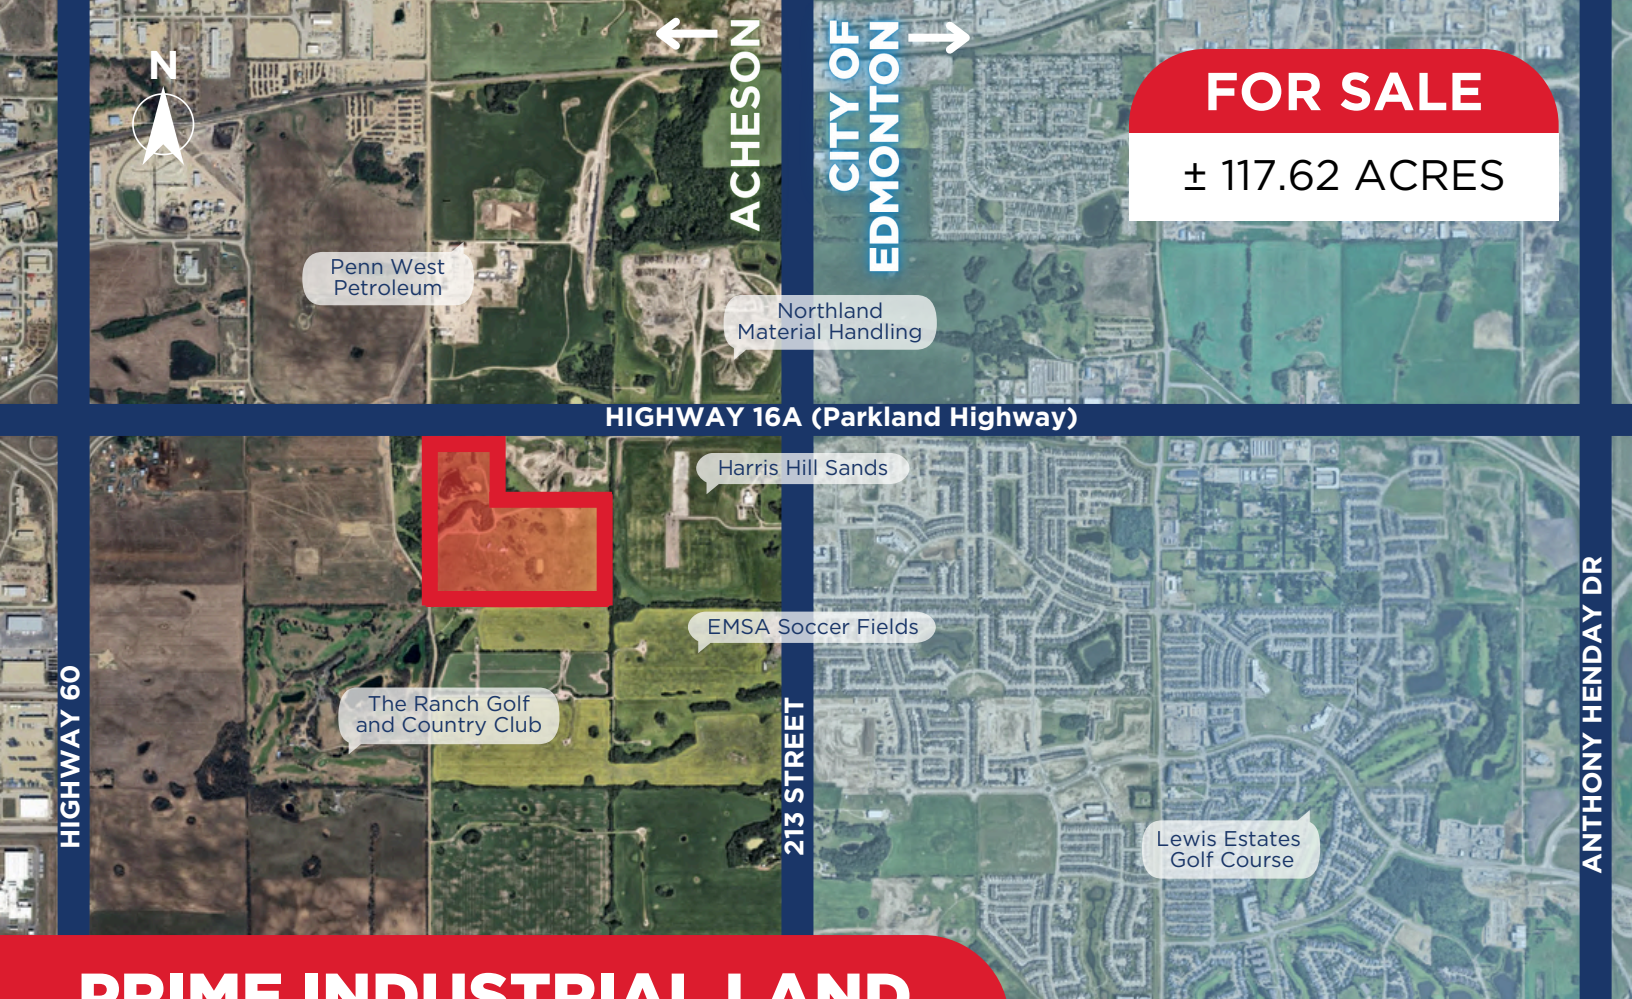 N
ACHESON
CITY OF
EDMONTON
FOR SALE
± 117.62 ACRES
Penn West
Petroleum
Northland
Material Handling
HIGHWAY 16A (Parkland Highway)
Harris Hill Sands
EMSA Soccer Fields
The Ranch Golf
and Country Club
HIGHWAY 60
213 STREET
ANTHONY HENDAY DR
Lewis Estates
Golf Course
PRIME INDUSTRIAL LAND